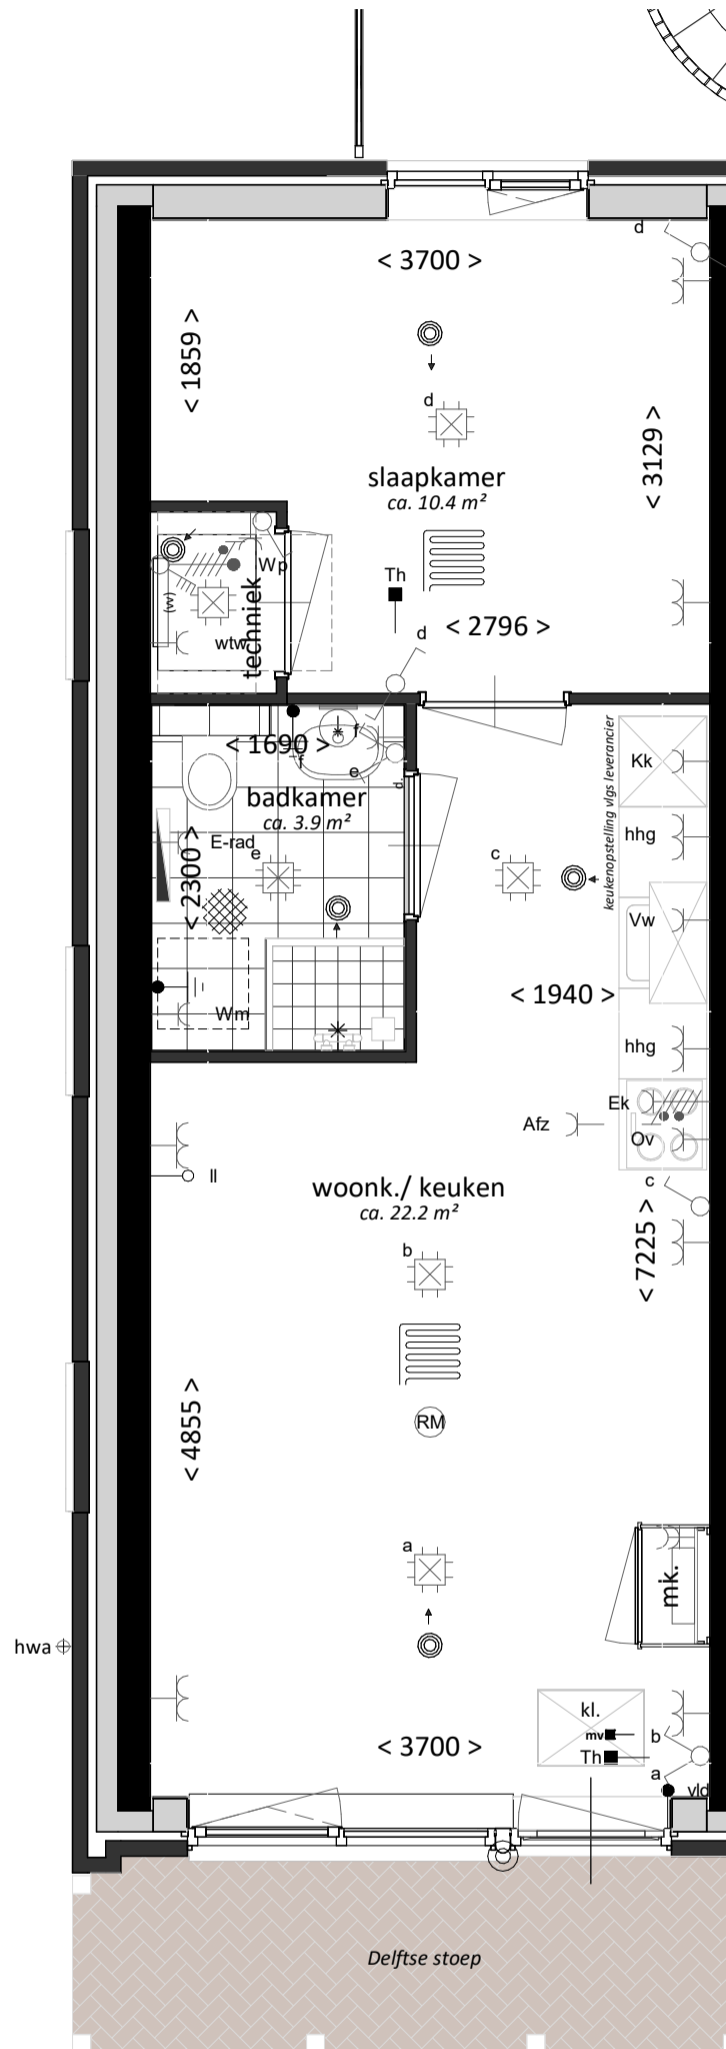 d
< 3700 >
< 1859 >
< 3129 >
d
slaapkamer
ca. 10.4 m²
Wp
Th
(w)
techniek
wtw
< 2796 >
d
keukenopstelling vlgs leverancier
f
< 1690 >
f
Kk
e
d
badkamer
ca. 3.9 m²
hhg
E-rad
e
c
< 2300 >
Vw
< 1940 >
Wm
hhg
Ek
Afz
Ov
ll
c
woonk./ keuken
ca. 22.2 m²
b
< 7225 >
RM
< 4855 >
a
mk.
hwa
kl.
mv
b
< 3700 >
Th
a
vld
Delftse stoep